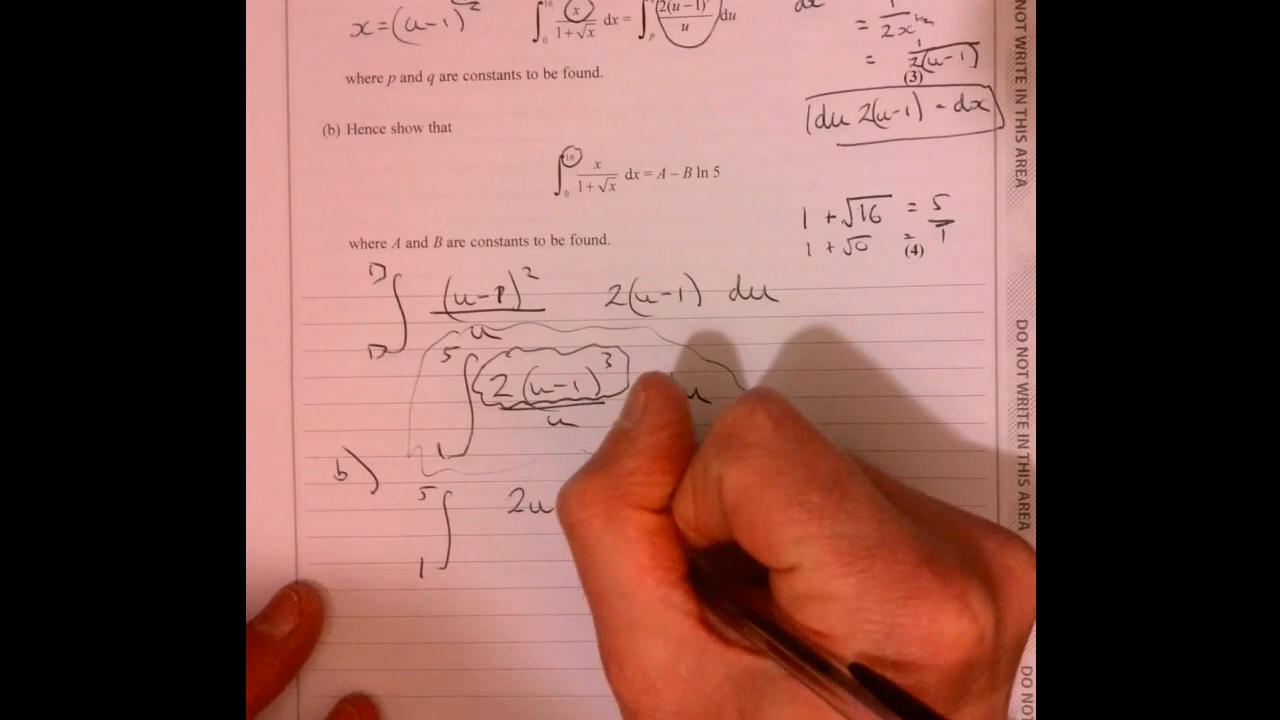 x = (u-1)² ∫₀¹⁶ x/(1+√x) dx = ∫ₚ 2(u-1)/u du
= 1/2x^½
= 1/2(u-1)
(3)
where p and q are constants to be found.
du 2(u-1) = dx
(b) Hence show that
∫₀¹⁶ x/(1+√x) dx = A – B ln 5
1 + √16 = 5
1 + √0 = 1
(4)
where A and B are constants to be found.
∫ (u-1)²/u 2(u-1) du
∫₁⁵ 2(u-1)³/u
b)
∫₁⁵ 2u
DO NOT WRITE IN THIS AREA
DO NOT WRITE IN THIS AREA
DO NOT